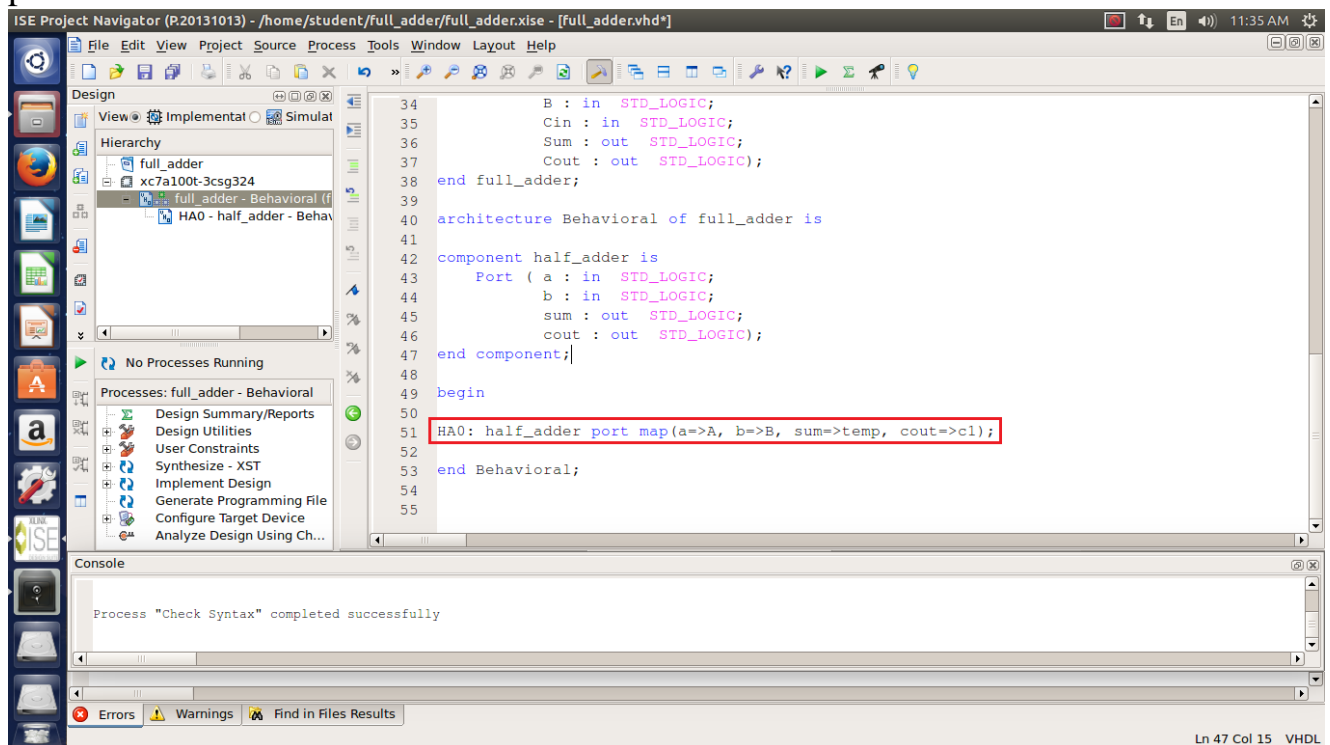 ISE Project Navigator (P.20131013) - /home/student/full_adder/full_adder.xise - [full_adder.vhd*]
En
11:35 AM
File Edit View Project Source Process Tools Window Layout Help
»
Design
View Implementat Simulat
Hierarchy
full_adder
xc7a100t-3csg324
full_adder - Behavioral (f
HA0 - half_adder - Behav
No Processes Running
Processes: full_adder - Behavioral
Design Summary/Reports
Design Utilities
User Constraints
Synthesize - XST
Implement Design
Generate Programming File
Configure Target Device
Analyze Design Using Ch...
34 B : in STD_LOGIC;
35 Cin : in STD_LOGIC;
36 Sum : out STD_LOGIC;
37 Cout : out STD_LOGIC);
38 end full_adder;
39
40 architecture Behavioral of full_adder is
41
42 component half_adder is
43 Port ( a : in STD_LOGIC;
44 b : in STD_LOGIC;
45 sum : out STD_LOGIC;
46 cout : out STD_LOGIC);
47 end component;
48
49 begin
50
51 HA0: half_adder port map(a=>A, b=>B, sum=>temp, cout=>c1);
52
53 end Behavioral;
54
55
Console
Process "Check Syntax" completed successfully
Errors Warnings Find in Files Results
Ln 47 Col 15 VHDL
ISE